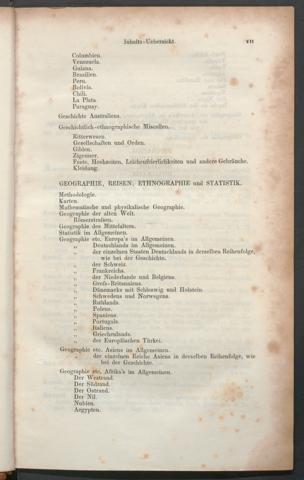 Inhalts-Uebersicht. VII
Columbien.
Venezuela.
Guiana.
Brasilien.
Peru.
Bolivia.
Chili.
La Plata
Paraguay.
Geschichte Australiens.
Geschichtlich-ethnographische Miscellen.
Ritterwesen.
Gesellschaften und Orden.
Gilden.
Zigeuner.
Feste, Hochzeiten, Leichenfeierlichkeiten und andere Gebräuche.
Kleidung.
GEOGRAPHIE, REISEN, ETHNOGRAPHIE und STATISTIK.
Methodologie.
Karten.
Mathematische und physikalische Geographie.
Geographie der alten Welt.
Römerstraßen.
Geographie des Mittelalters.
Statistik im Allgemeinen.
Geographie etc. Europa's im Allgemeinen.
„ Deutschlands im Allgemeinen.
„ der einzelnen Staaten Deutschlands in derselben Reihenfolge,
wie bei der Geschichte.
„ der Schweiz.
„ Frankreichs.
„ der Niederlande und Belgiens.
„ Groſs-Britanniens.
„ Dänemarks mit Schleswig und Holstein.
„ Schwedens und Norwegens.
„ Ruſslands.
„ Polens.
„ Spaniens.
„ Portugals.
„ Italiens.
„ Griechenlands.
„ der Europäischen Türkei.
Geographie etc. Asiens im Allgemeinen.
„ der einzelnen Reiche Asiens in derselben Reihenfolge, wie
bei der Geschichte.
Geographie etc. Afrika's im Allgemeinen.
Der Westrand.
Der Südrand.
Der Ostrand.
Der Nil.
Nubien.
Aegypten.